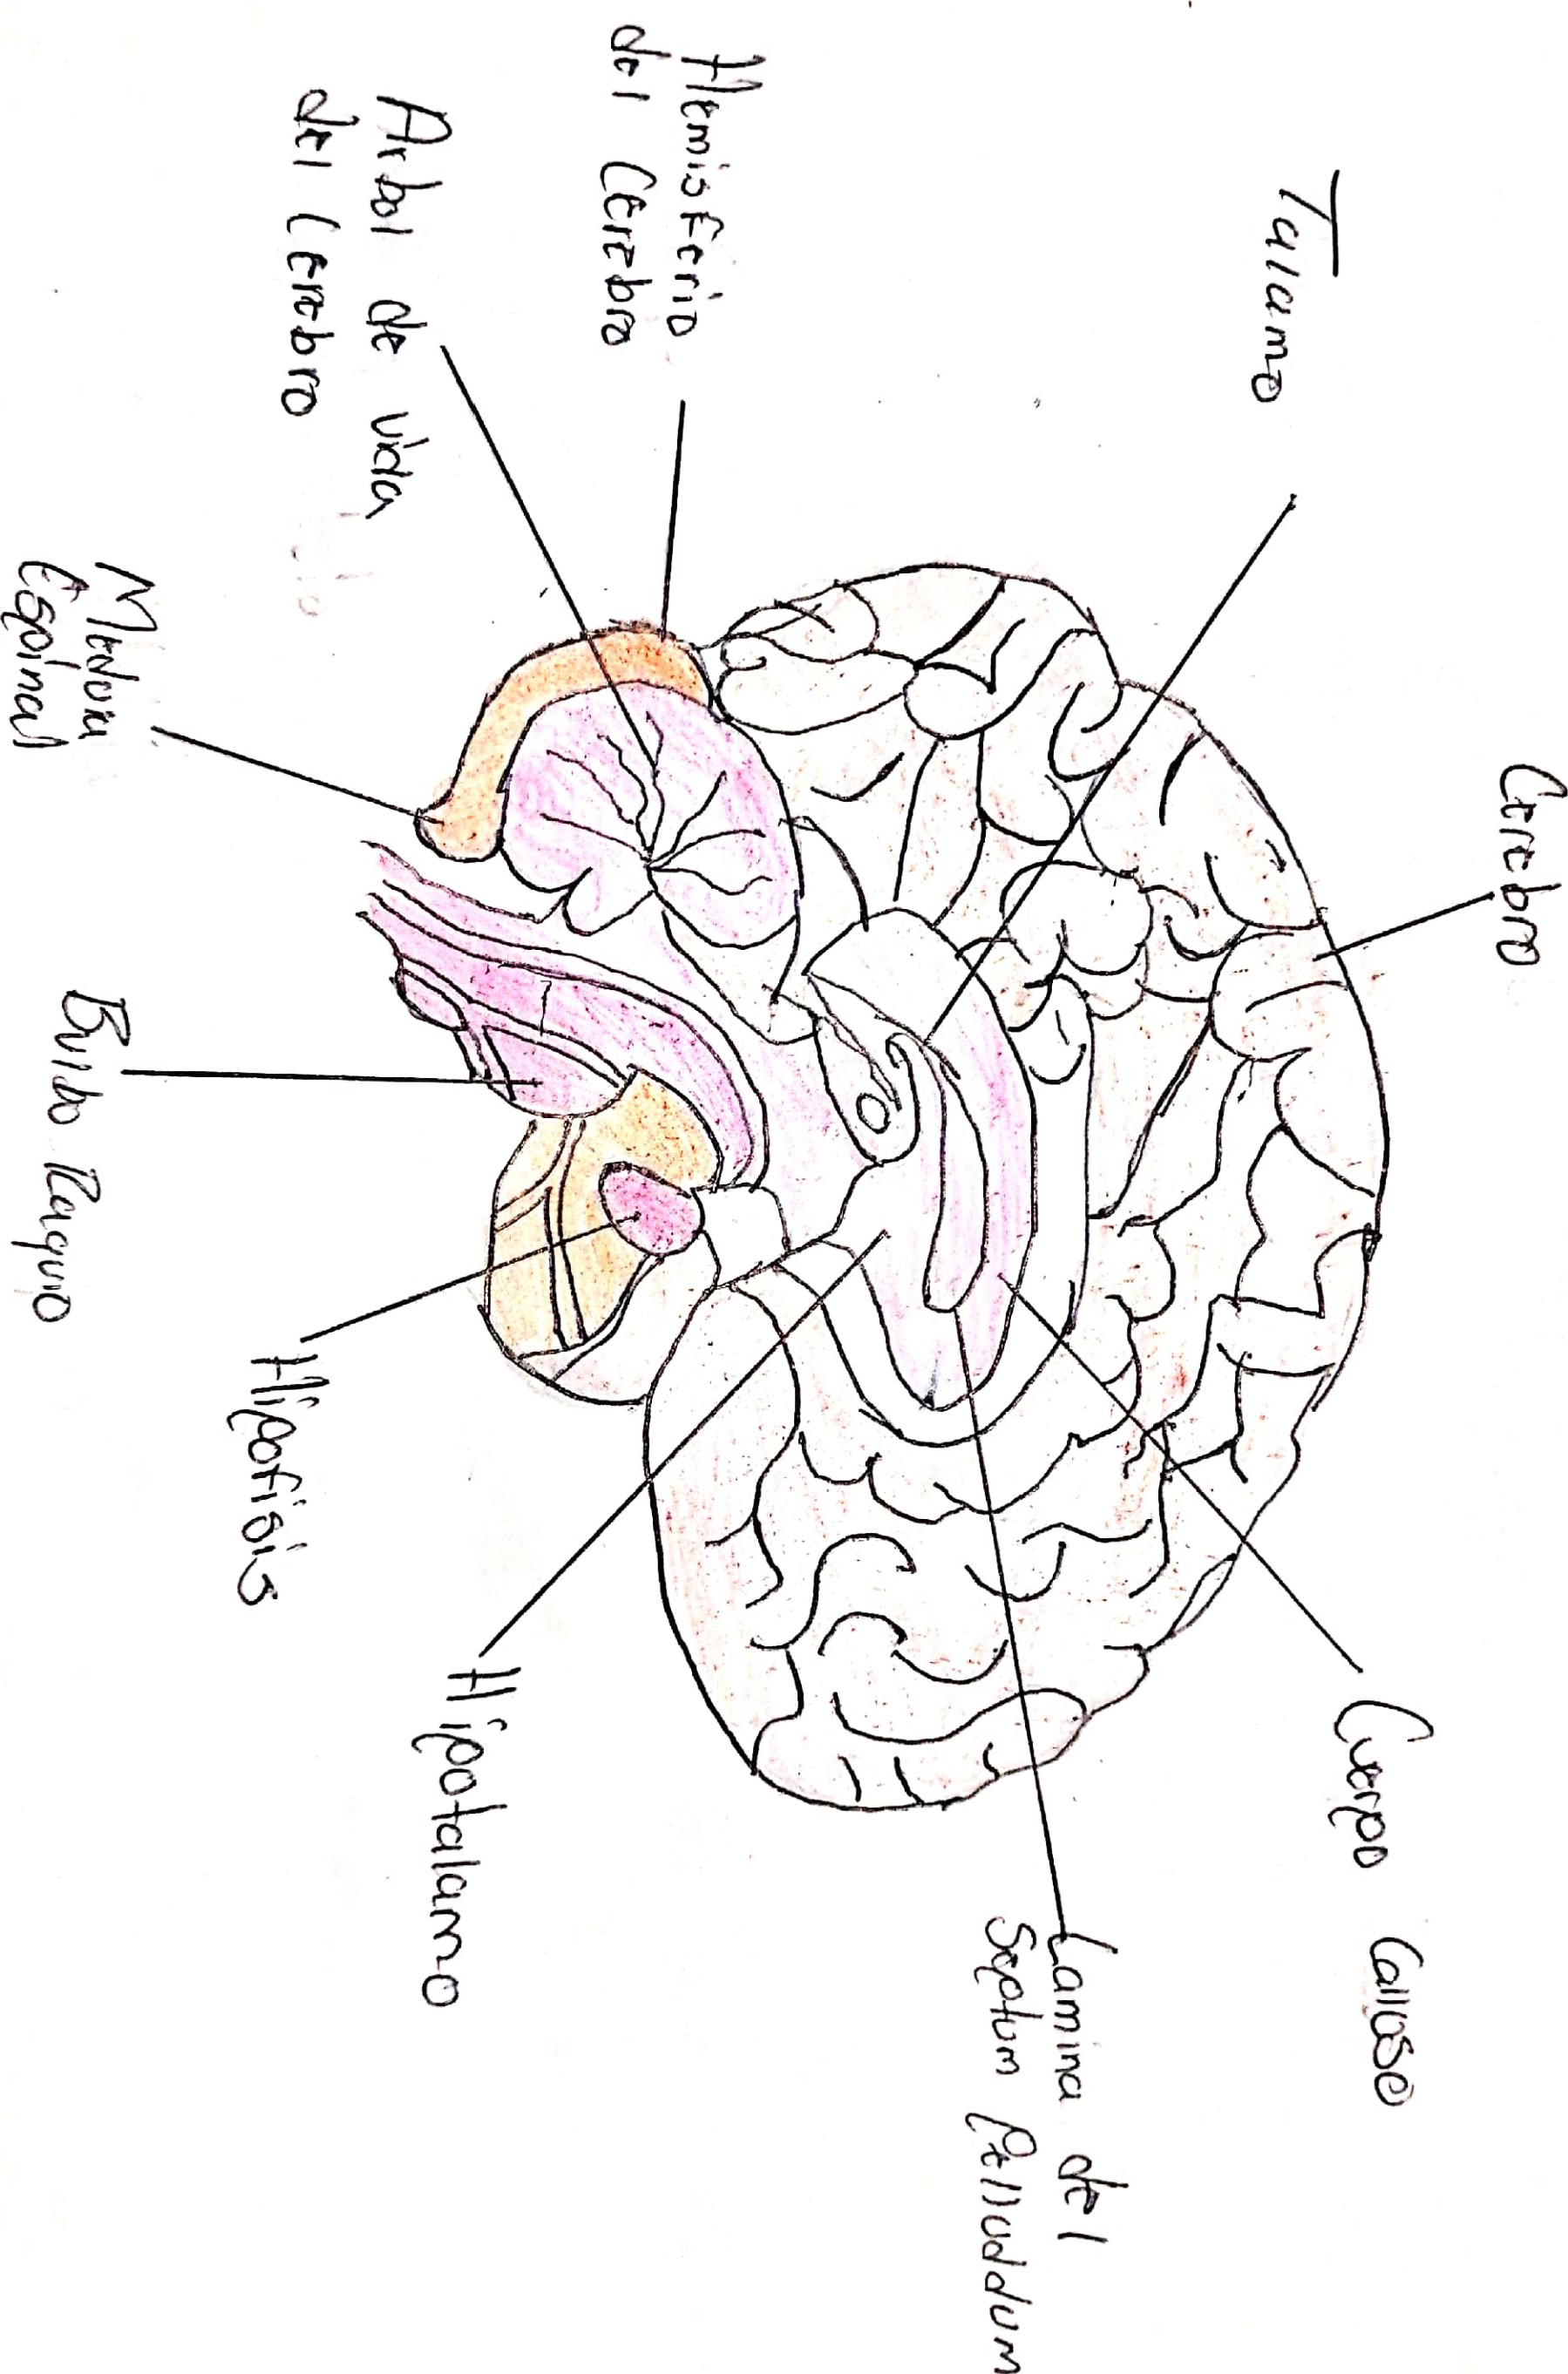 Talamo
Cerebro
Cuerpo Calloso
Lamina del
Septum Pelluddum
Hemisferio
del Cerebro
Arbol de vida
del Cerebro
Medula
Espinal
Bulbo Raquio
Hipofisis
Hipotalamo